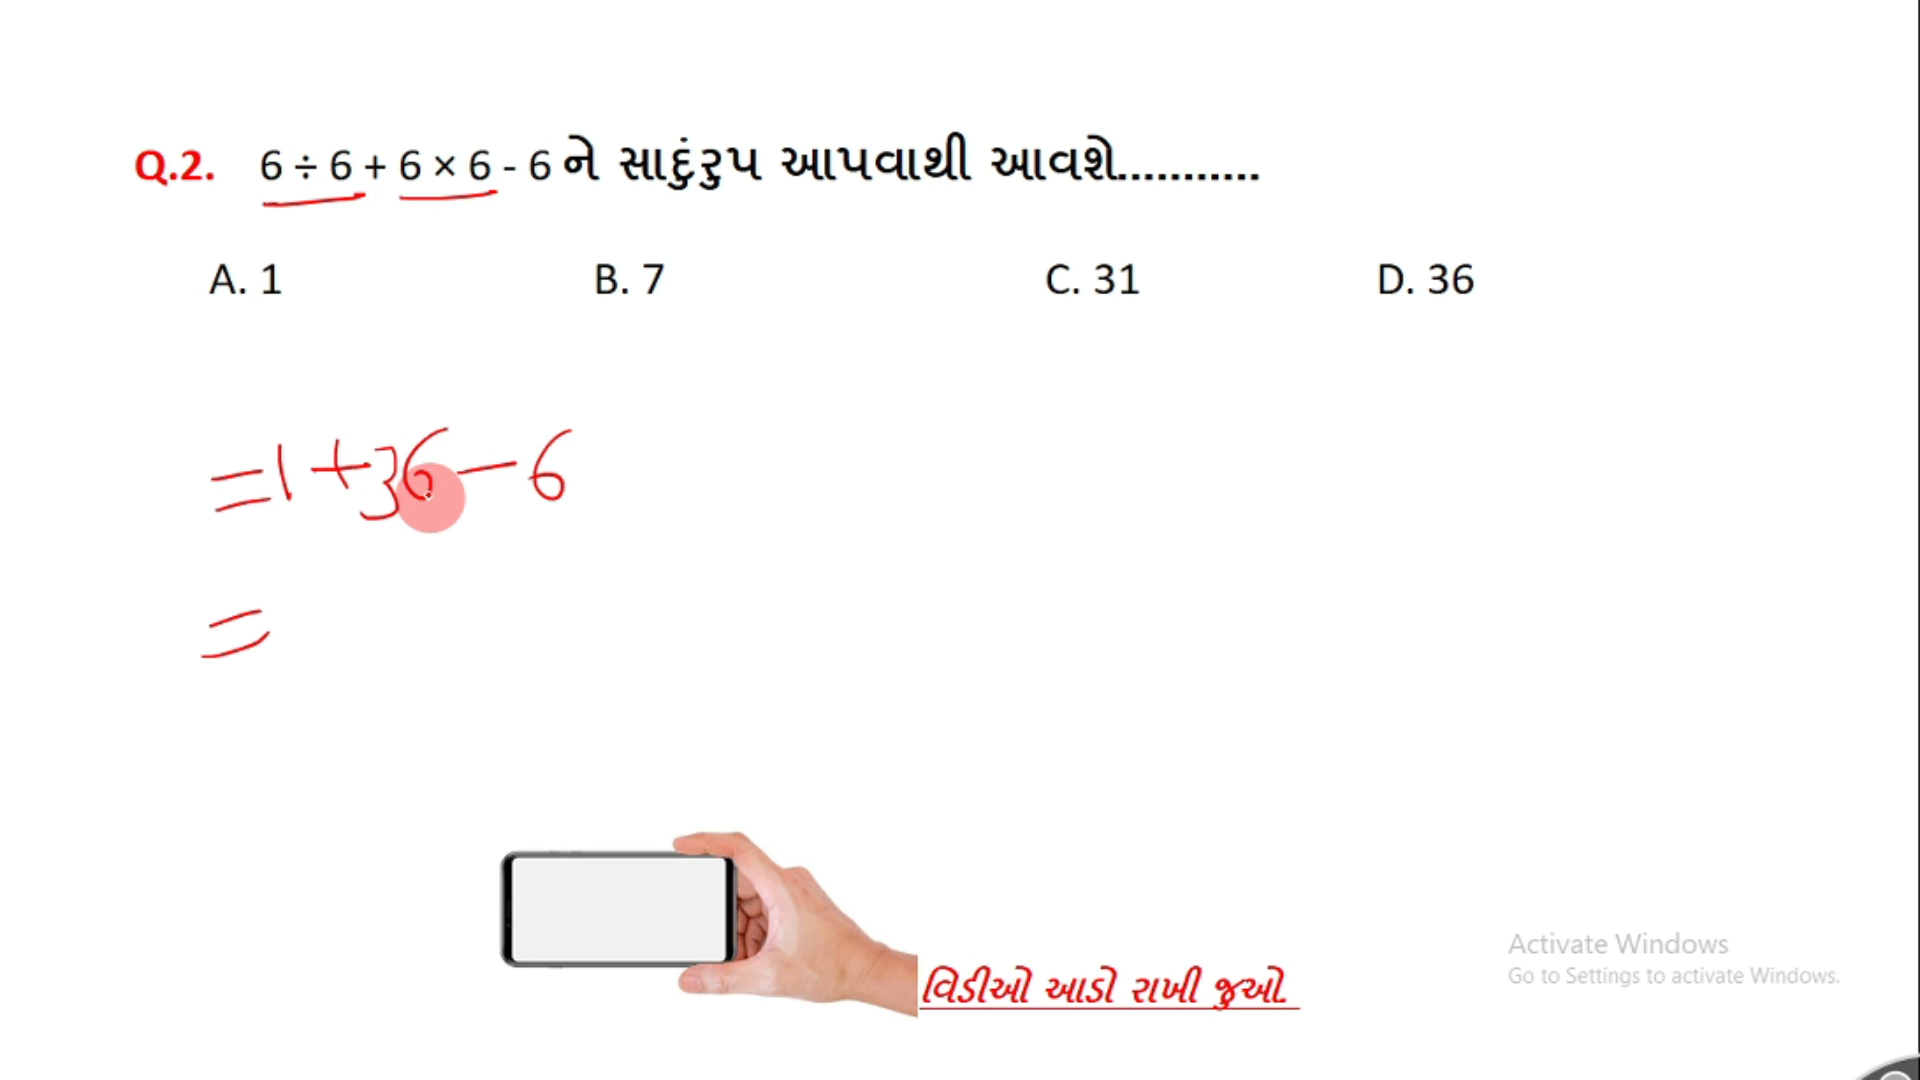 Q.2. 6 ÷ 6 + 6 × 6 - 6 ને સાદુંરુપ આપવાથી આવશે...........
A. 1 B. 7 C. 31 D. 36
=1+36-6
=
વિડીઓ આડો રાખી જુઓ.
Activate Windows
Go to Settings to activate Windows.